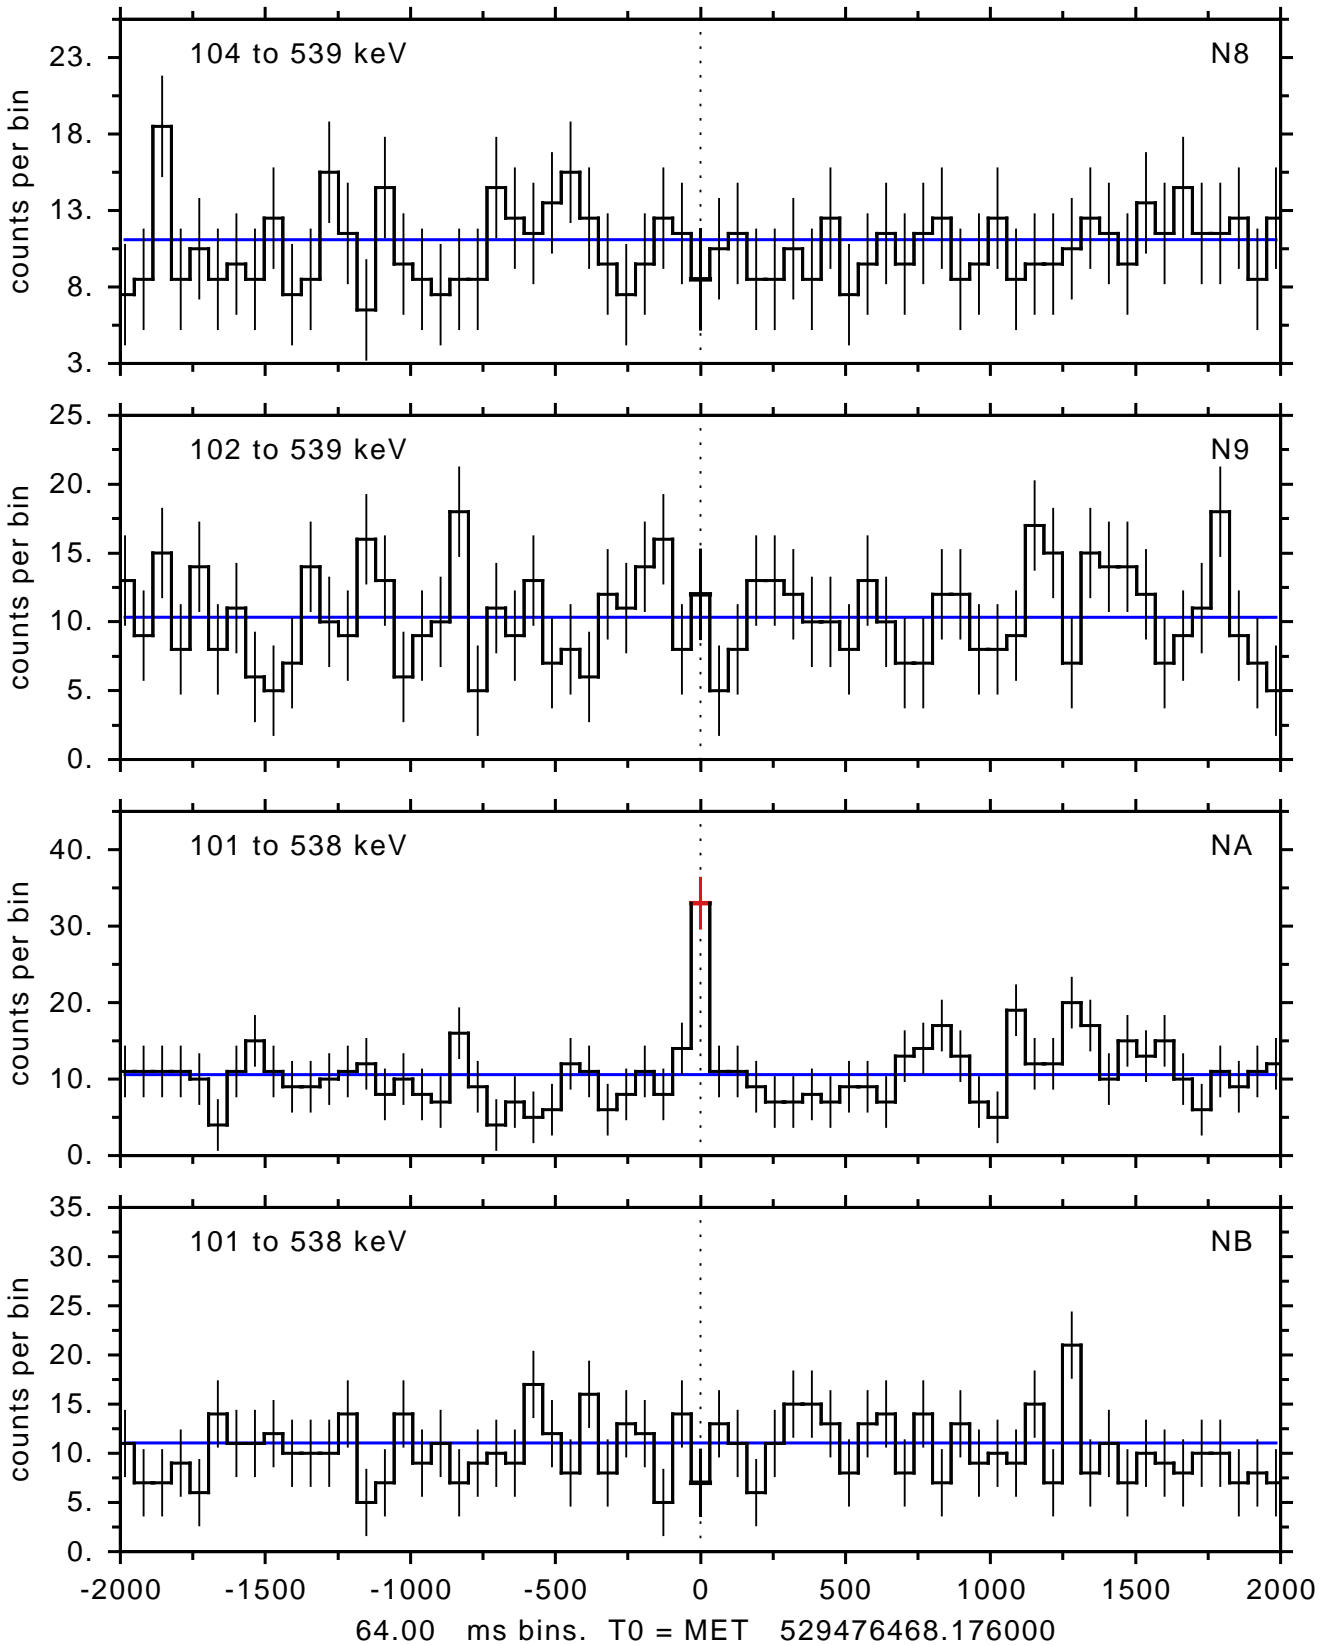 104 to 539 keV N8
counts per bin
23.
18.
13.
8.
3.
102 to 539 keV N9
counts per bin
25.
20.
15.
10.
5.
0.
101 to 538 keV NA
counts per bin
40.
30.
20.
10.
0.
101 to 538 keV NB
counts per bin
35.
30.
25.
20.
15.
10.
5.
0.
-2000 -1500 -1000 -500 0 500 1000 1500 2000
64.00 ms bins. T0 = MET 529476468.176000